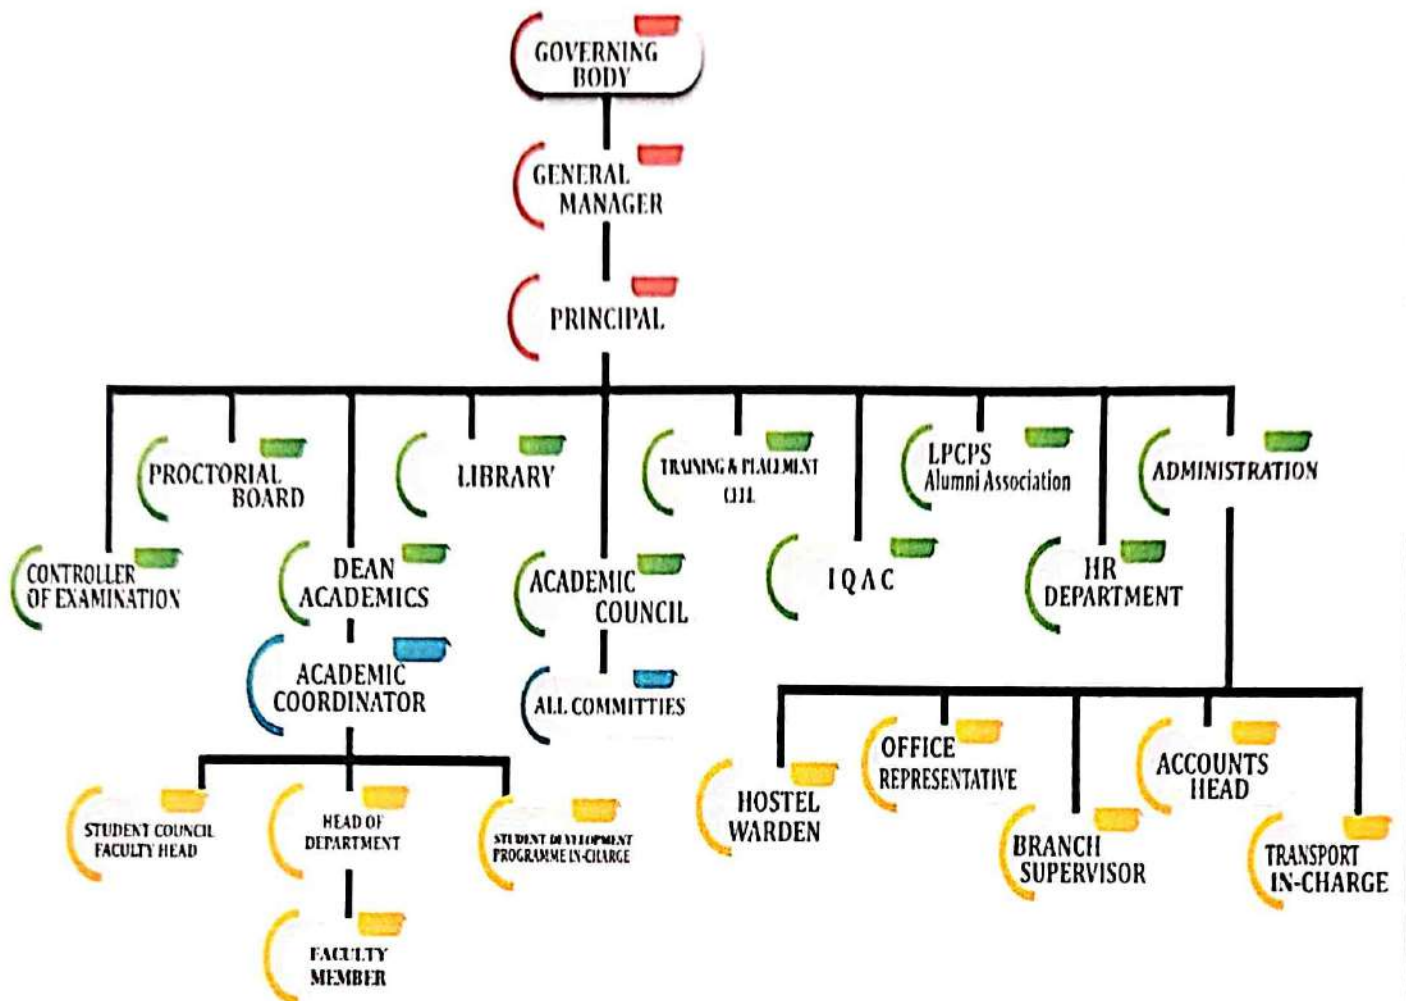 GOVERNING
BODY
GENERAL
MANAGER
PRINCIPAL
PROCTORIAL
BOARD
LIBRARY
TRAINING & PLACEMENT
CELL
LPCPS
Alumni Association
ADMINISTRATION
CONTROLLER
OF EXAMINATION
DEAN
ACADEMICS
ACADEMIC
COUNCIL
IQAC
HR
DEPARTMENT
ACADEMIC
COORDINATOR
ALL COMMITTIES
HOSTEL
WARDEN
OFFICE
REPRESENTATIVE
BRANCH
SUPERVISOR
ACCOUNTS
HEAD
TRANSPORT
IN-CHARGE
STUDENT COUNCIL
FACULTY HEAD
HEAD OF
DEPARTMENT
STUDENT DEVELOPMENT
PROGRAMME IN-CHARGE
FACULTY
MEMBER